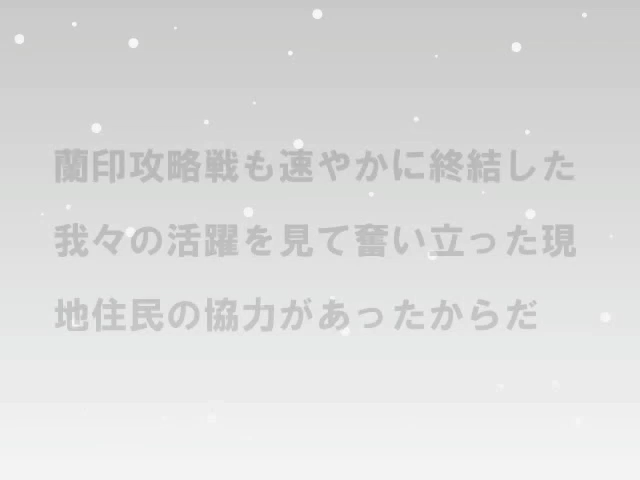 蘭印攻略戦も速やかに終結した
我々の活躍を見て奮い立った現
地住民の協力があったからだ